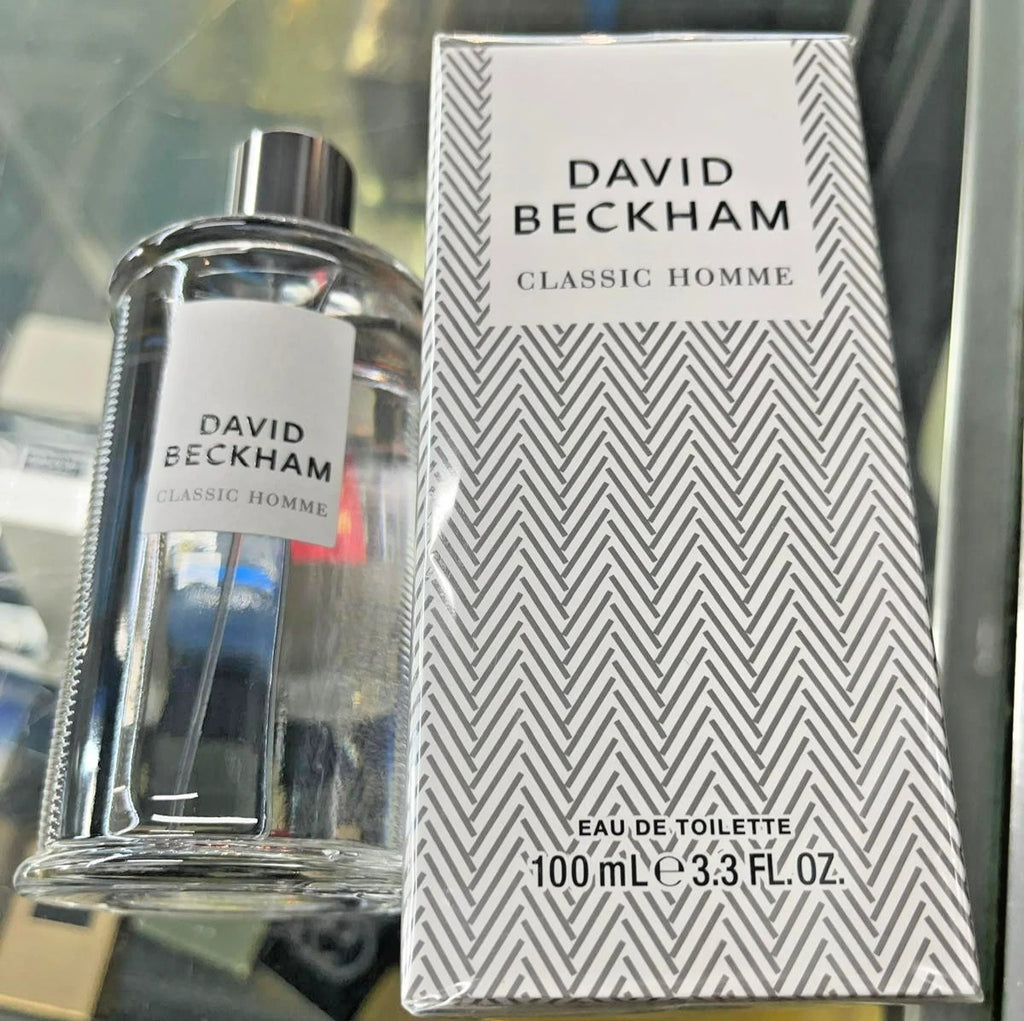 DAVID
BECKHAM
CLASSIC HOMME
DAVID
BECKHAM
CLASSIC HOMME
EAU DE TOILETTE
100 mL ℮ 3.3 FL.OZ.